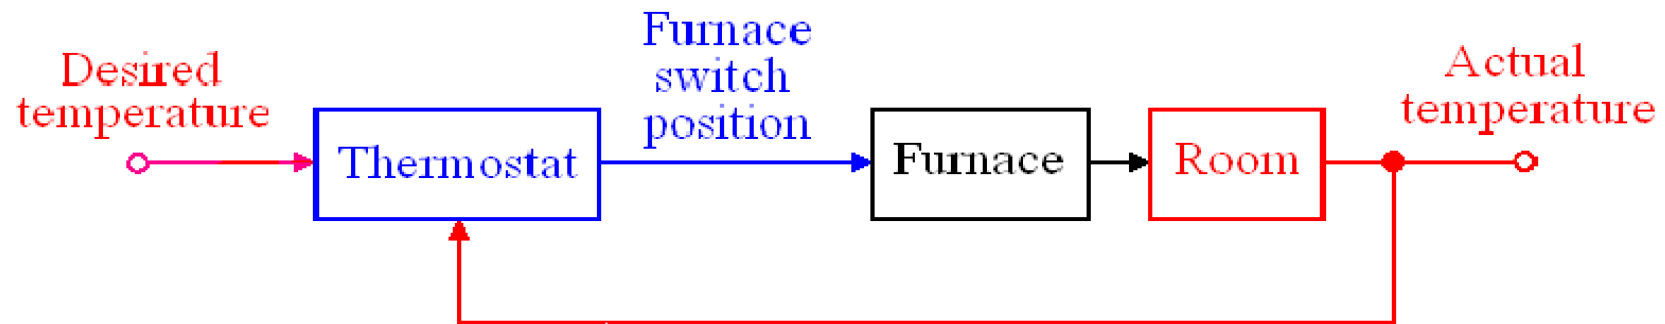 Desired
temperature
Thermostat
Furnace
switch
position
Furnace
Room
Actual
temperature